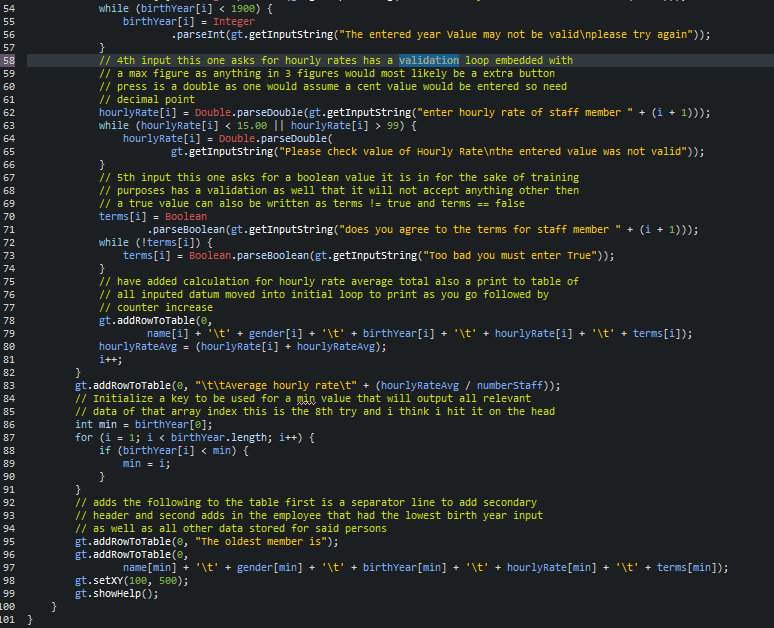 54 while (birthYear[i] < 1900) {
55 birthYear[i] = Integer
56 .parseInt(gt.getInputString("The entered year Value may not be valid\nplease try again"));
57 }
58 // 4th input this one asks for hourly rates has a validation loop embedded with
59 // a max figure as anything in 3 figures would most likely be a extra button
60 // press is a double as one would assume a cent value would be entered so need
61 // decimal point
62 hourlyRate[i] = Double.parseDouble(gt.getInputString("enter hourly rate of staff member " + (i + 1)));
63 while (hourlyRate[i] < 15.00 || hourlyRate[i] > 99) {
64 hourlyRate[i] = Double.parseDouble(
65 gt.getInputString("Please check value of Hourly Rate\nthe entered value was not valid"));
66 }
67 // 5th input this one asks for a boolean value it is in for the sake of training
68 // purposes has a validation as well that it will not accept anything other then
69 // a true value can also be written as terms != true and terms == false
70 terms[i] = Boolean
71 .parseBoolean(gt.getInputString("does you agree to the terms for staff member " + (i + 1)));
72 while (!terms[i]) {
73 terms[i] = Boolean.parseBoolean(gt.getInputString("Too bad you must enter True"));
74 }
75 // have added calculation for hourly rate average total also a print to table of
76 // all inputed datum moved into initial loop to print as you go followed by
77 // counter increase
78 gt.addRowToTable(0,
79 name[i] + '\t' + gender[i] + '\t' + birthYear[i] + '\t' + hourlyRate[i] + '\t' + terms[i]);
80 hourlyRateAvg = (hourlyRate[i] + hourlyRateAvg);
81 i++;
82 }
83 gt.addRowToTable(0, "\t\tAverage hourly rate\t" + (hourlyRateAvg / numberStaff));
84 // Initialize a key to be used for a min value that will output all relevant
85 // data of that array index this is the 8th try and i think i hit it on the head
86 int min = birthYear[0];
87 for (i = 1; i < birthYear.length; i++) {
88 if (birthYear[i] < min) {
89 min = i;
90 }
91 }
92 // adds the following to the table first is a separator line to add secondary
93 // header and second adds in the employee that had the lowest birth year input
94 // as well as all other data stored for said persons
95 gt.addRowToTable(0, "The oldest member is");
96 gt.addRowToTable(0,
97 name[min] + '\t' + gender[min] + '\t' + birthYear[min] + '\t' + hourlyRate[min] + '\t' + terms[min]);
98 gt.setXY(100, 500);
99 gt.showHelp();
100 }
101 }